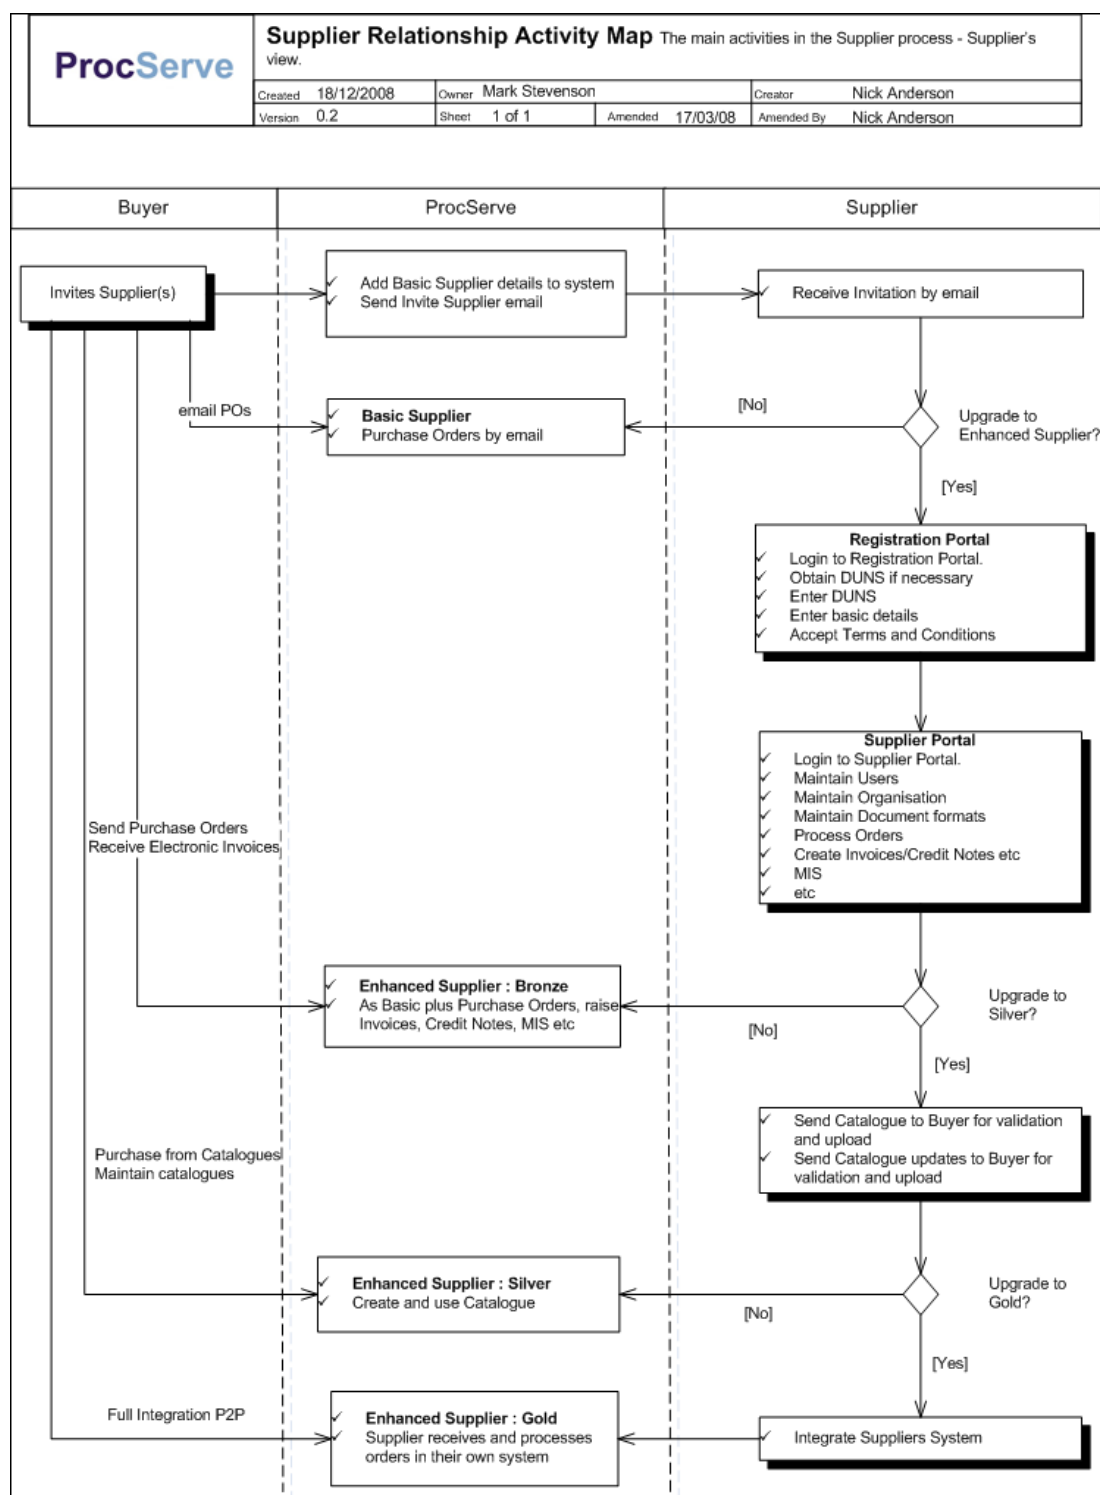 ProcServe
Supplier Relationship Activity Map The main activities in the Supplier process - Supplier's
view.
Created 18/12/2008 Owner Mark Stevenson Creator Nick Anderson
Version 0.2 Sheet 1 of 1 Amended 17/03/08 Amended By Nick Anderson
Buyer ProcServe Supplier
Invites Supplier(s)
Add Basic Supplier details to system
Send Invite Supplier email
Receive Invitation by email
email POs
Basic Supplier
Purchase Orders by email
[No]
Upgrade to
Enhanced Supplier?
[Yes]
Registration Portal
Login to Registration Portal.
Obtain DUNS if necessary
Enter DUNS
Enter basic details
Accept Terms and Conditions
Supplier Portal
Login to Supplier Portal.
Maintain Users
Maintain Organisation
Maintain Document formats
Process Orders
Create Invoices/Credit Notes etc
MIS
etc
Send Purchase Orders
Receive Electronic Invoices
Enhanced Supplier : Bronze
As Basic plus Purchase Orders, raise
Invoices, Credit Notes, MIS etc
[No]
Upgrade to
Silver?
[Yes]
Send Catalogue to Buyer for validation
and upload
Send Catalogue updates to Buyer for
validation and upload
Purchase from Catalogues
Maintain catalogues
Enhanced Supplier : Silver
Create and use Catalogue
[No]
Upgrade to
Gold?
[Yes]
Full Integration P2P
Enhanced Supplier : Gold
Supplier receives and processes
orders in their own system
Integrate Suppliers System